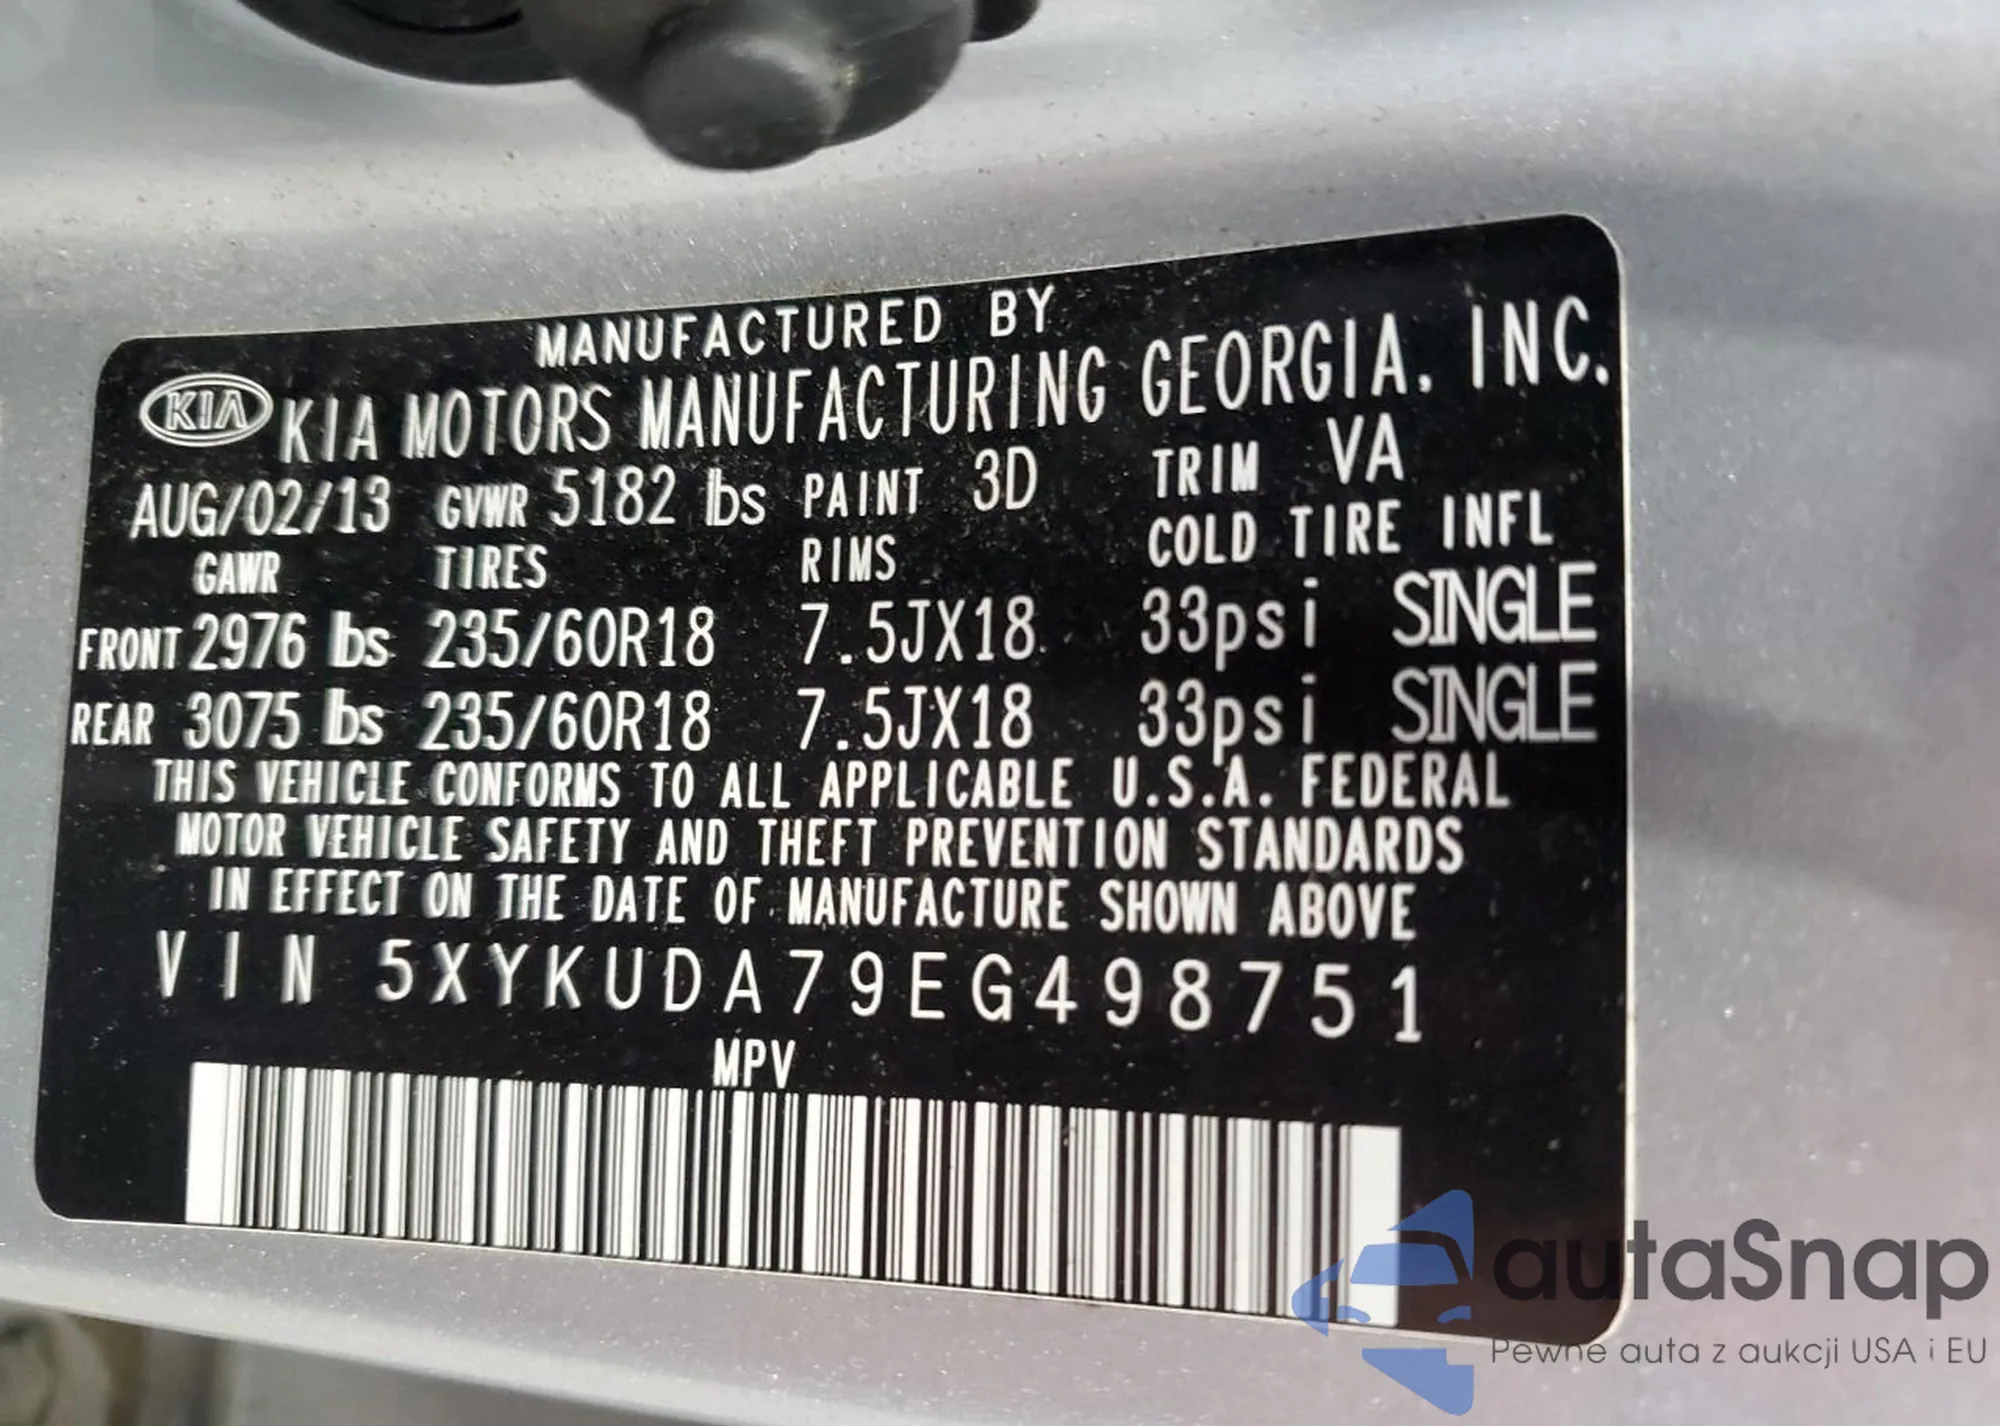 MANUFACTURED BY
KIA KIA MOTORS MANUFACTURING GEORGIA, INC.
AUG/02/13 GVWR 5182 lbs PAINT 3D TRIM VA
GAWR TIRES RIMS COLD TIRE INFL
FRONT 2976 lbs 235/60R18 7.5JX18 33psi SINGLE
REAR 3075 lbs 235/60R18 7.5JX18 33psi SINGLE
THIS VEHICLE CONFORMS TO ALL APPLICABLE U.S.A. FEDERAL
MOTOR VEHICLE SAFETY AND THEFT PREVENTION STANDARDS
IN EFFECT ON THE DATE OF MANUFACTURE SHOWN ABOVE
VIN 5XYKUDA79EG498751
MPV
autaSnap
Pewne auta z aukcji USA i EU